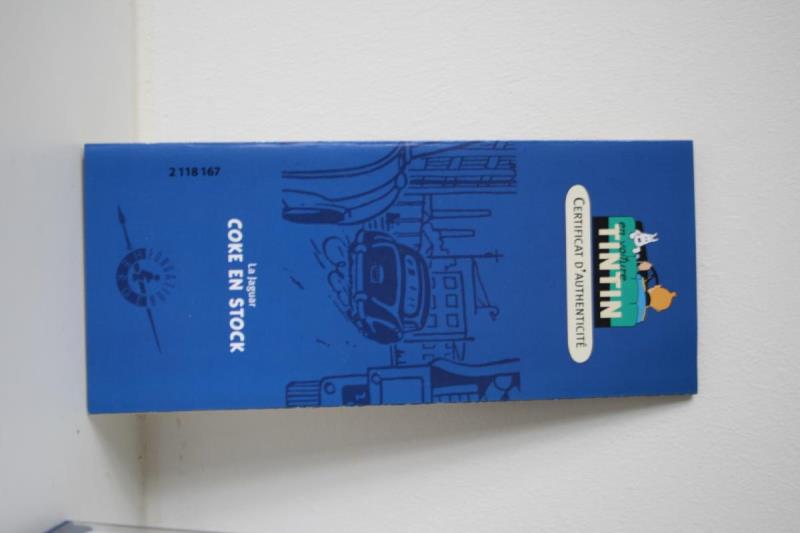 en voiture
TINTIN
CERTIFICAT D'AUTHENTICITÉ
La Jaguar
COKE EN STOCK
2 118 167